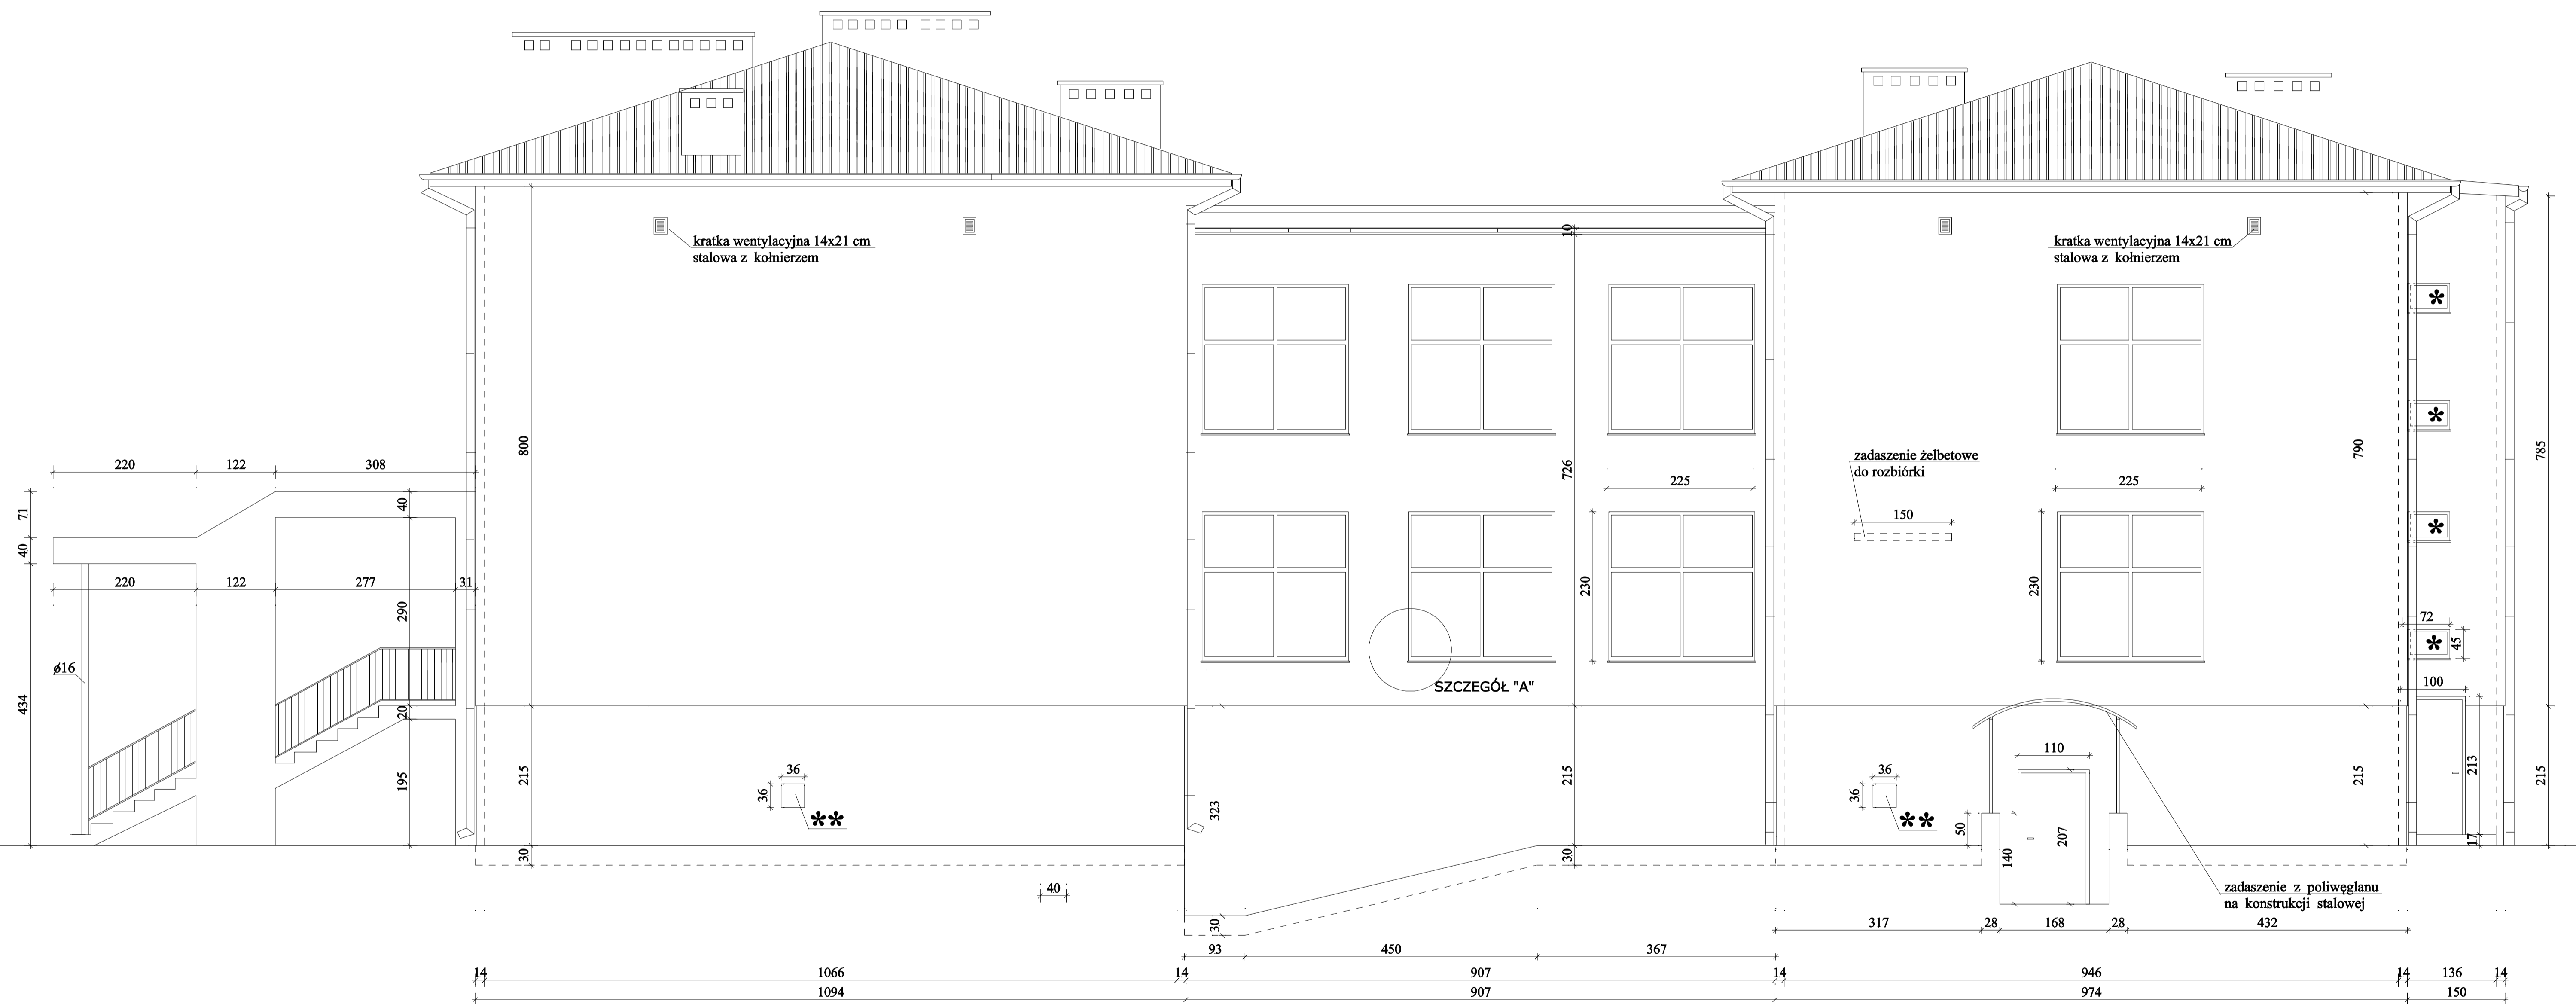 kratka wentylacyjna 14x21 cm
stalowa z kołnierzem
10
kratka wentylacyjna 14x21 cm
stalowa z kołnierzem
*
*
*
*
800
726
790
785
220 122 308
40
71
40
220 122 277 31
290
ø16
434
20
195
zadaszenie żelbetowe
do rozbiórki
150
225
225
230
230
72
45
100
SZCZEGÓŁ "A"
215
36
36
**
323
215
36
36
**
50
110
207
140
215
213
17
215
30
40
30
30
zadaszenie z poliwęglanu
na konstrukcji stalowej
317 28 168 28 432
93 450 367
14 1066 14 907 14 946 14 136 14
1094 907 974 150